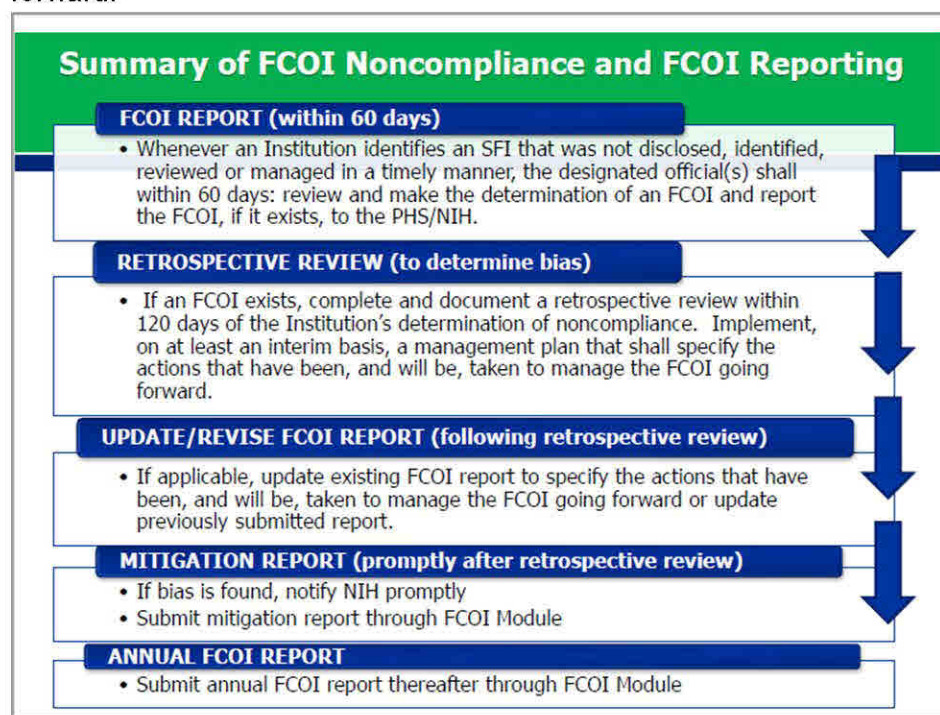 Summary of FCOI Noncompliance and FCOI Reporting
FCOI REPORT (within 60 days)
• Whenever an Institution identifies an SFI that was not disclosed, identified,
reviewed or managed in a timely manner, the designated official(s) shall
within 60 days: review and make the determination of an FCOI and report
the FCOI, if it exists, to the PHS/NIH.
RETROSPECTIVE REVIEW (to determine bias)
• If an FCOI exists, complete and document a retrospective review within
120 days of the Institution's determination of noncompliance. Implement,
on at least an interim basis, a management plan that shall specify the
actions that have been, and will be, taken to manage the FCOI going
forward.
UPDATE/REVISE FCOI REPORT (following retrospective review)
• If applicable, update existing FCOI report to specify the actions that have
been, and will be, taken to manage the FCOI going forward or update
previously submitted report.
MITIGATION REPORT (promptly after retrospective review)
• If bias is found, notify NIH promptly
• Submit mitigation report through FCOI Module
ANNUAL FCOI REPORT
• Submit annual FCOI report thereafter through FCOI Module